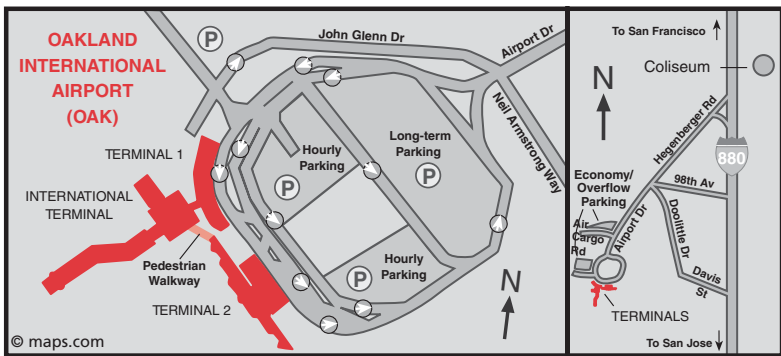 OAKLAND
INTERNATIONAL
AIRPORT
(OAK)
P
John Glenn Dr
Airport Dr
Neil Armstrong Way
TERMINAL 1
Hourly
Parking
P
Long-term
Parking
P
INTERNATIONAL
TERMINAL
Pedestrian
Walkway
Hourly
Parking
P
TERMINAL 2
N
© maps.com
To San Francisco
Coliseum
N
Hegenberger Rd
880
Economy/
Overflow
Parking
98th Av
Air
Cargo
Rd
Airport Dr
Doolittle Dr
Davis
St
TERMINALS
To San Jose